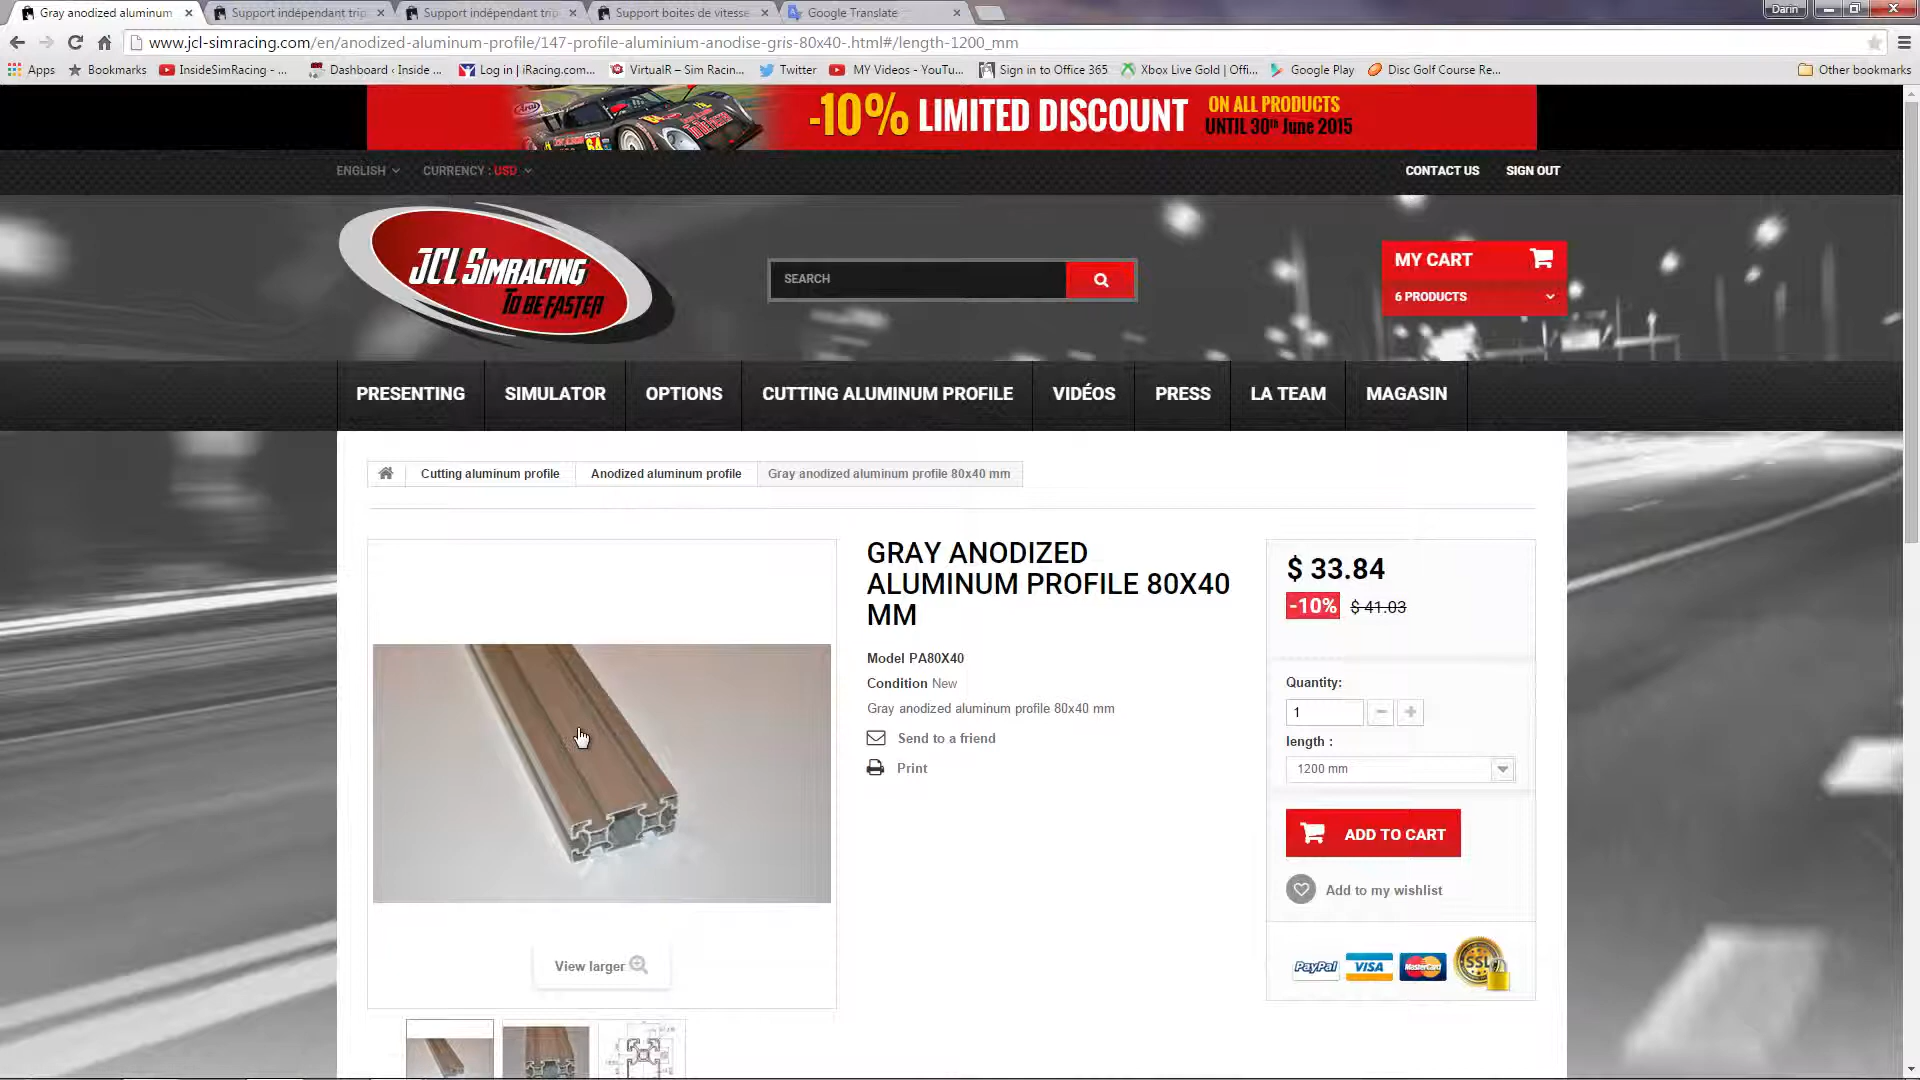 Gray anodized aluminum
Support indépendant trip
Support indépendant trip
Support boites de vitesse
Google Translate
Darin
www.jcl-simracing.com/en/anodized-aluminum-profile/147-profile-aluminium-anodise-gris-80x40-.html#/length-1200_mm
Apps
Bookmarks
InsideSimRacing - ...
Dashboard ‹ Inside ...
Log in | iRacing.com...
VirtualR – Sim Racin...
Twitter
MY Videos - YouTu...
Sign in to Office 365
Xbox Live Gold | Offi...
Google Play
Disc Golf Course Re...
Other bookmarks
-10% LIMITED DISCOUNT
ON ALL PRODUCTS
UNTIL 30th June 2015
ENGLISH
CURRENCY : USD
CONTACT US
SIGN OUT
JCL SIMRACING
TO BE FASTER
SEARCH
MY CART
6 PRODUCTS
PRESENTING
SIMULATOR
OPTIONS
CUTTING ALUMINUM PROFILE
VIDÉOS
PRESS
LA TEAM
MAGASIN
Cutting aluminum profile
Anodized aluminum profile
Gray anodized aluminum profile 80x40 mm
GRAY ANODIZED
ALUMINUM PROFILE 80X40
MM
Model PA80X40
Condition New
Gray anodized aluminum profile 80x40 mm
Send to a friend
Print
$ 33.84
-10% $ 41.03
Quantity:
1
length :
1200 mm
ADD TO CART
Add to my wishlist
PayPal
VISA
MasterCard
SSL
View larger